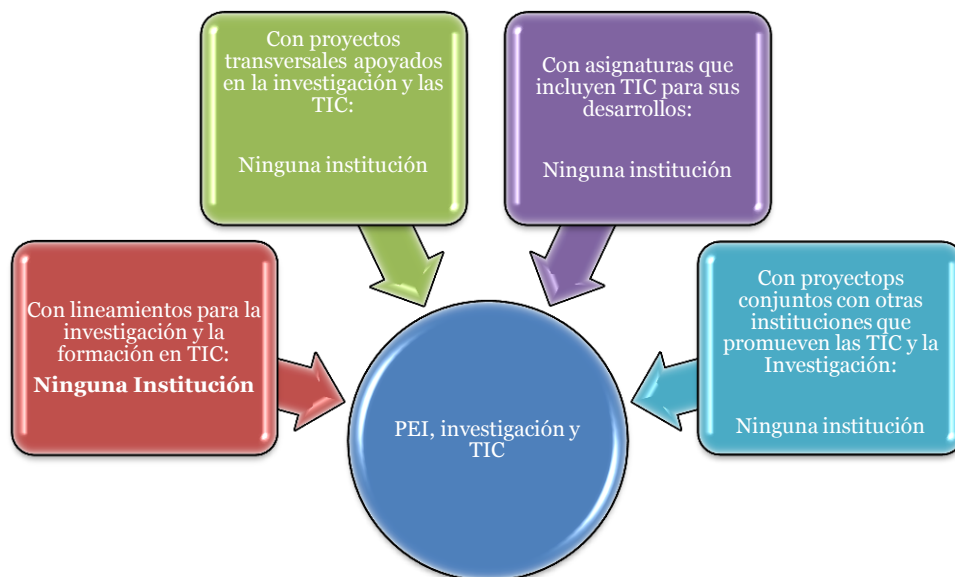 Con proyectos
transversales apoyados
en la investigación y las
TIC:
Ninguna institución
Con asignaturas que
incluyen TIC para sus
desarrollos:
Ninguna institución
Con lineamientos para la
investigación y la
formación en TIC:
Ninguna Institución
Con proyectops
conjuntos con otras
instituciones que
promueven las TIC y la
Investigación:
Ninguna institución
PEI, investigación y
TIC